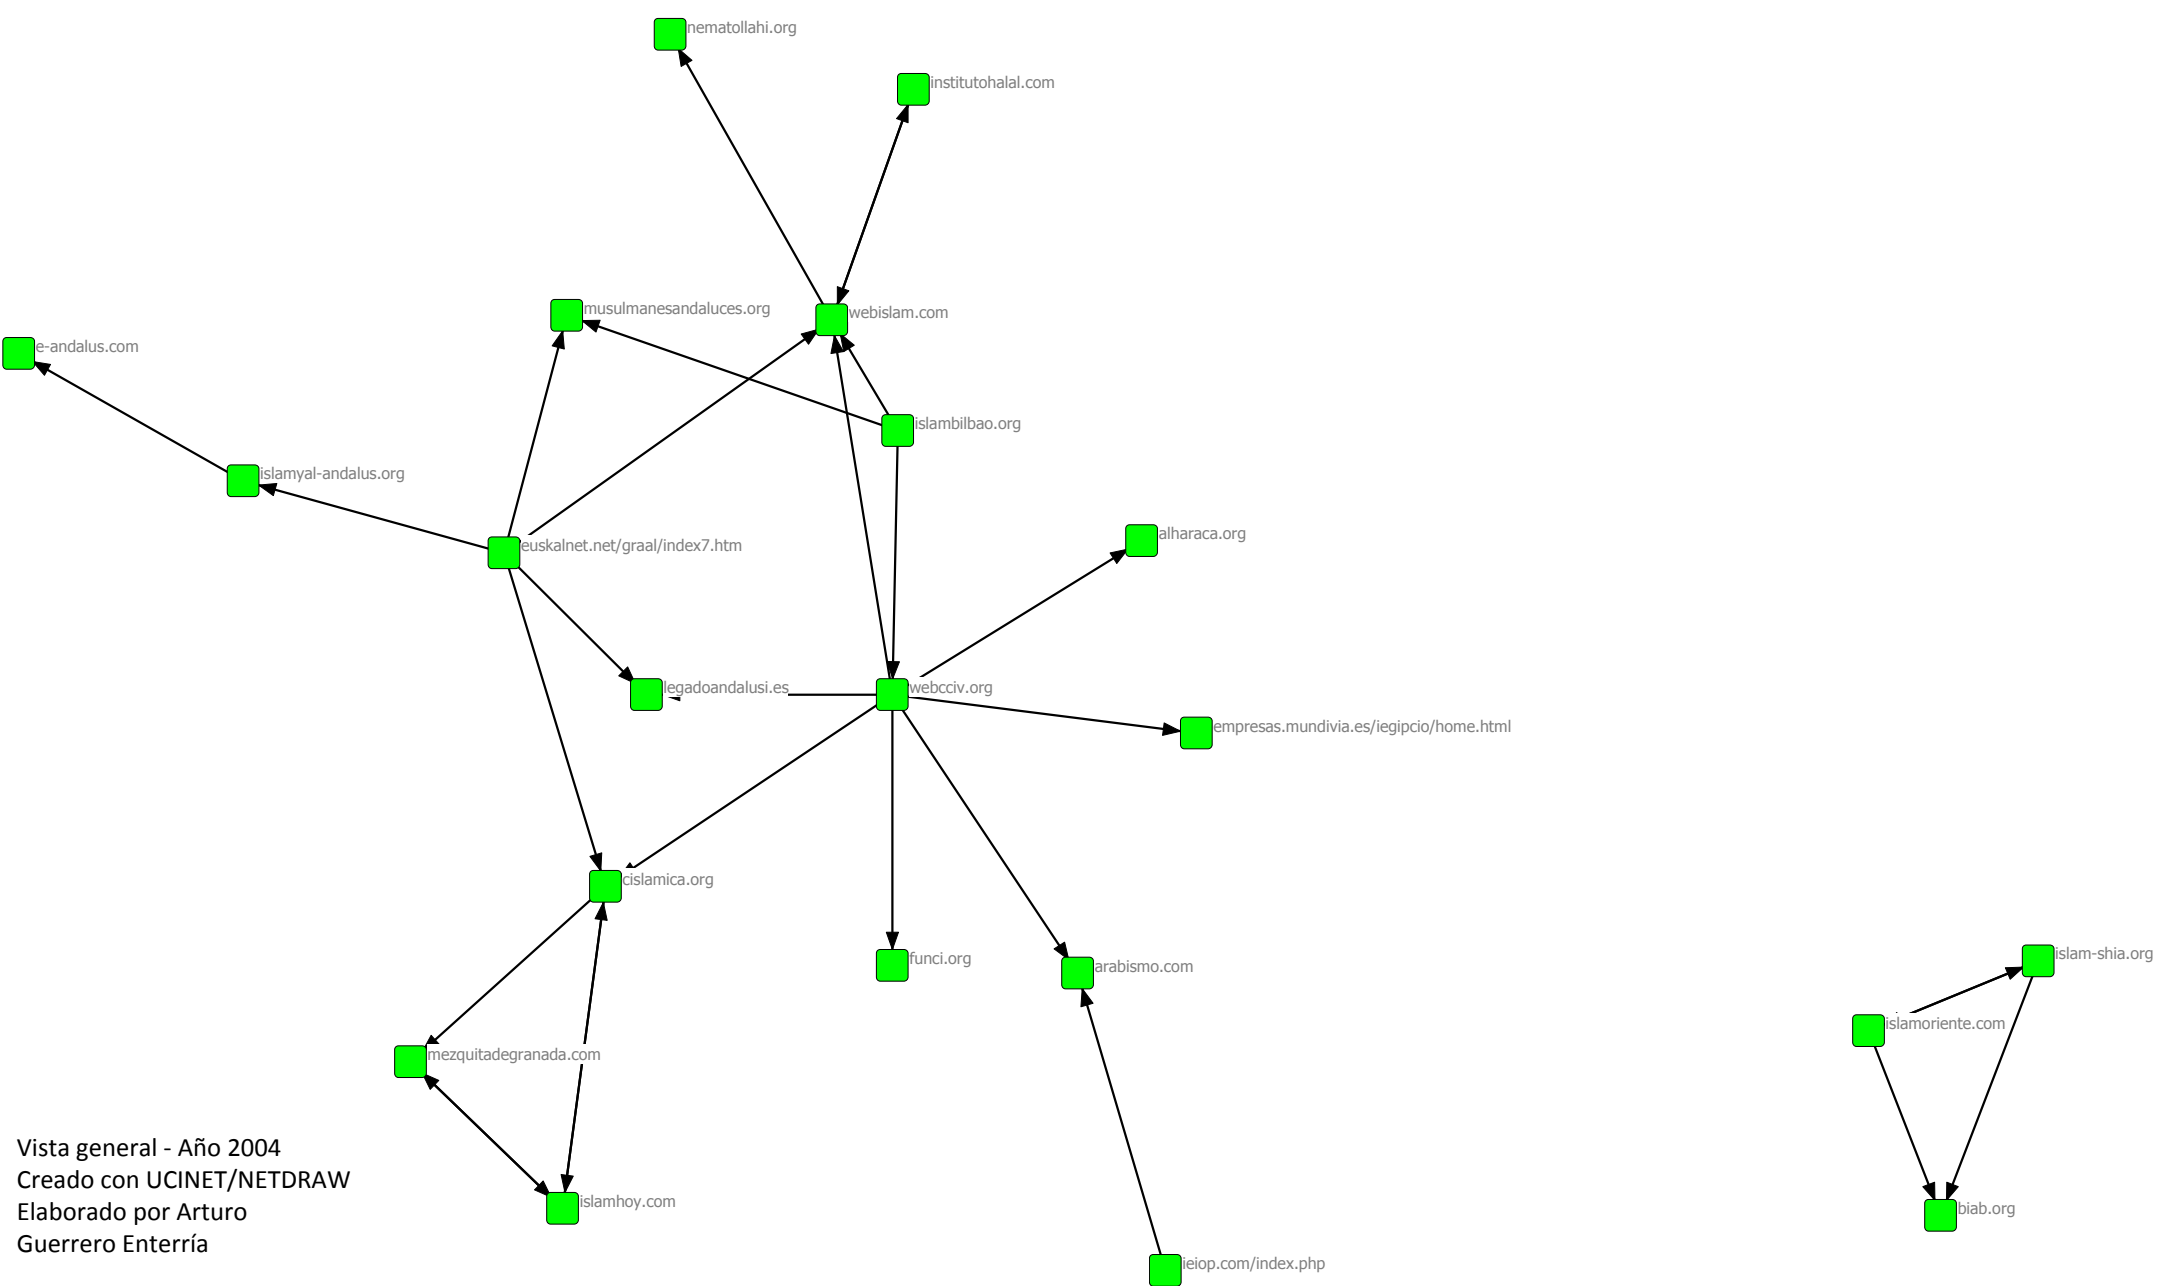 nematollahi.org
institutohalal.com
musulmanesandaluces.org
webislam.com
e-andalus.com
islambilbao.org
islamyal-andalus.org
alharaca.org
euskalnet.net/graal/index7.htm
legadoandalusi.es
webcciv.org
empresas.mundivia.es/iegipcio/home.html
cislamica.org
funci.org
arabismo.com
islam-shia.org
islamoriente.com
mezquitadegranada.com
islamhoy.com
biab.org
ieiop.com/index.php
Vista general - Año 2004
Creado con UCINET/NETDRAW
Elaborado por Arturo
Guerrero Enterría